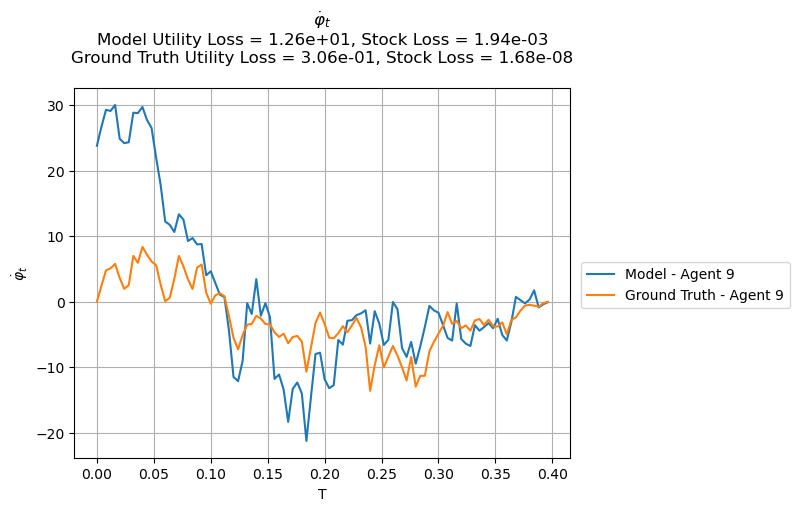 φ̇ₜ
Model Utility Loss = 1.26e+01, Stock Loss = 1.94e-03
Ground Truth Utility Loss = 3.06e-01, Stock Loss = 1.68e-08
30
20
10
0
−10
−20
φ̇ₜ
0.00 0.05 0.10 0.15 0.20 0.25 0.30 0.35 0.40
T
Model - Agent 9
Ground Truth - Agent 9